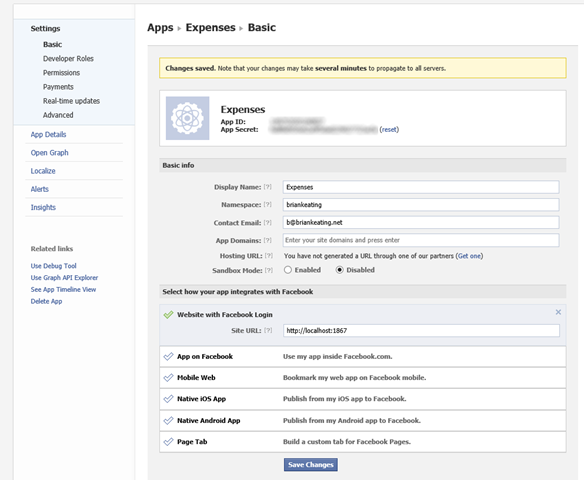 Settings
Basic
Developer Roles
Permissions
Payments
Real-time updates
Advanced
App Details
Open Graph
Localize
Alerts
Insights
Related links
Use Debug Tool
Use Graph API Explorer
See App Timeline View
Delete App
Apps ▸ Expenses ▸ Basic
Changes saved. Note that your changes may take several minutes to propagate to all servers.
Expenses
App ID:
App Secret: (reset)
Basic info
Display Name: [?] Expenses
Namespace: [?] briankeating
Contact Email: [?] b@briankeating.net
App Domains: [?] Enter your site domains and press enter
Hosting URL: [?] You have not generated a URL through one of our partners (Get one)
Sandbox Mode: [?] Enabled Disabled
Select how your app integrates with Facebook
Website with Facebook Login
Site URL: [?] http://localhost:1867
App on Facebook Use my app inside Facebook.com.
Mobile Web Bookmark my web app on Facebook mobile.
Native iOS App Publish from my iOS app to Facebook.
Native Android App Publish from my Android app to Facebook.
Page Tab Build a custom tab for Facebook Pages.
Save Changes